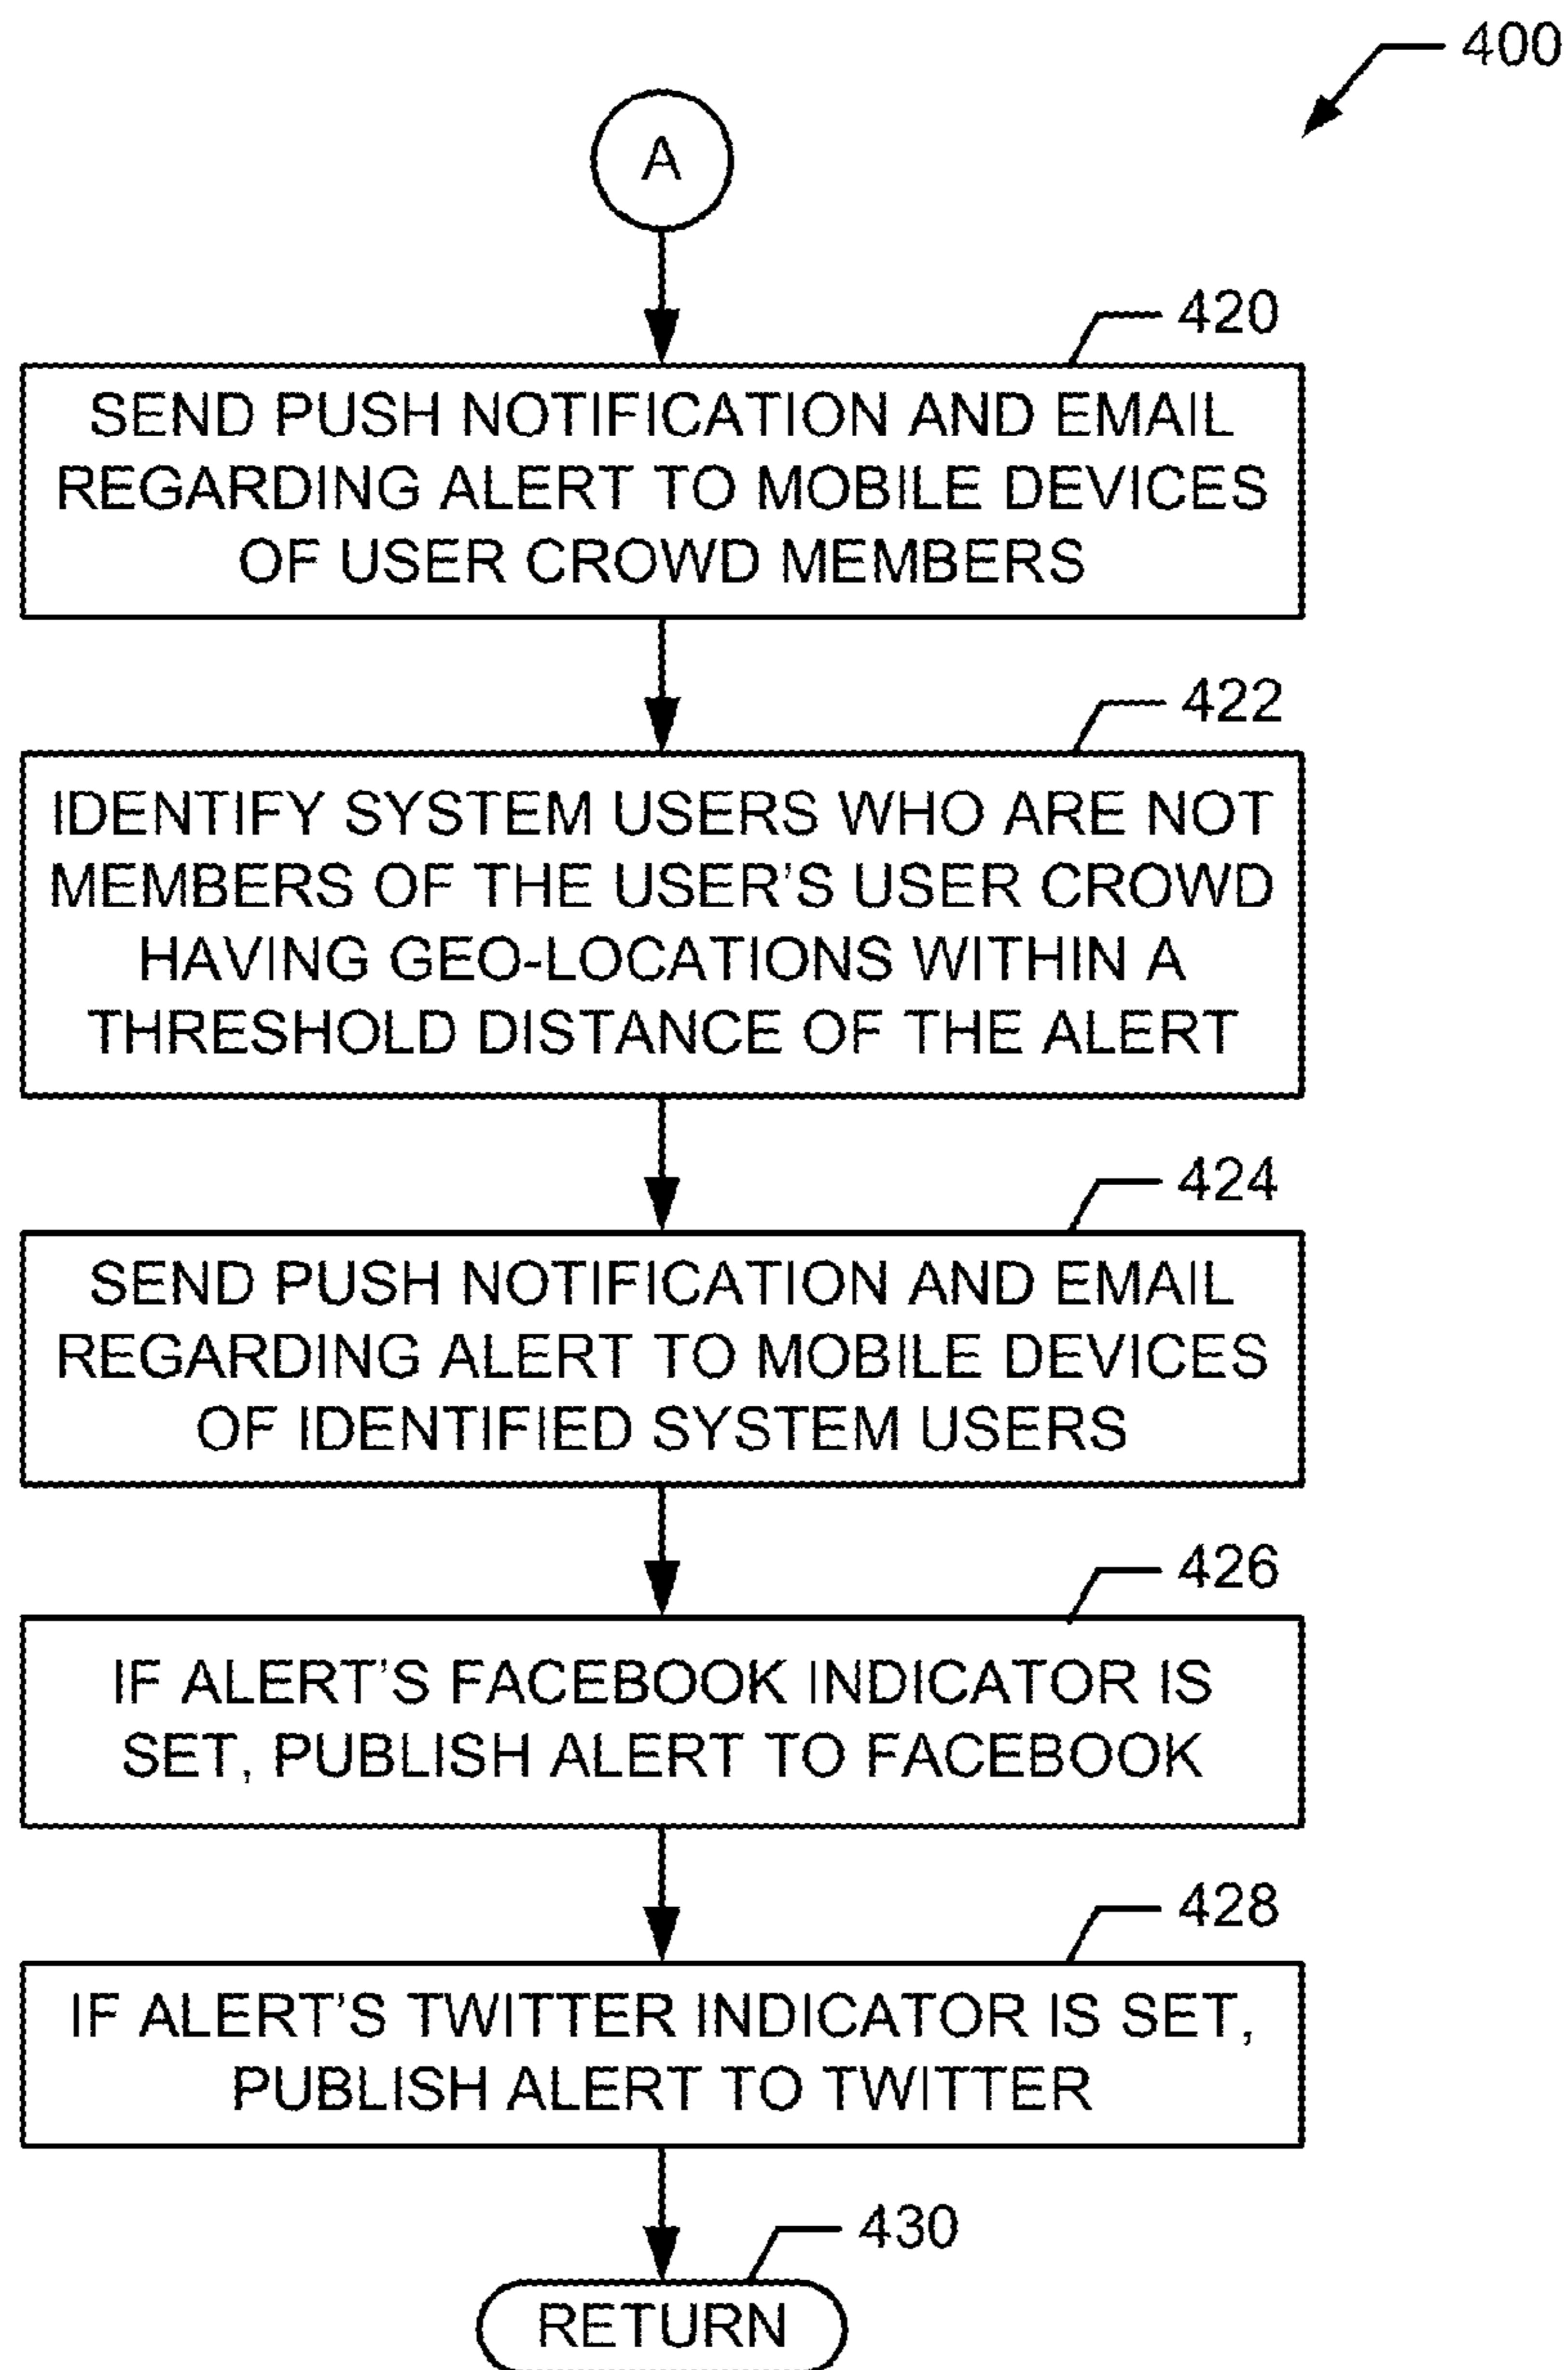 400
A
420
SEND PUSH NOTIFICATION AND EMAIL
REGARDING ALERT TO MOBILE DEVICES
OF USER CROWD MEMBERS
422
IDENTIFY SYSTEM USERS WHO ARE NOT
MEMBERS OF THE USER'S USER CROWD
HAVING GEO-LOCATIONS WITHIN A
THRESHOLD DISTANCE OF THE ALERT
424
SEND PUSH NOTIFICATION AND EMAIL
REGARDING ALERT TO MOBILE DEVICES
OF IDENTIFIED SYSTEM USERS
426
IF ALERT'S FACEBOOK INDICATOR IS
SET, PUBLISH ALERT TO FACEBOOK
428
IF ALERT'S TWITTER INDICATOR IS SET,
PUBLISH ALERT TO TWITTER
430
RETURN